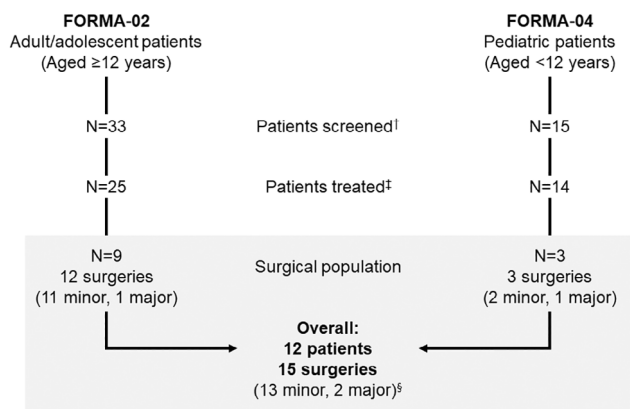 FORMA-02
Adult/adolescent patients
(Aged ≥12 years)
FORMA-04
Pediatric patients
(Aged <12 years)
N=33
Patients screened†
N=15
N=25
Patients treated‡
N=14
N=9
12 surgeries
(11 minor, 1 major)
Surgical population
N=3
3 surgeries
(2 minor, 1 major)
Overall:
12 patients
15 surgeries
(13 minor, 2 major)§